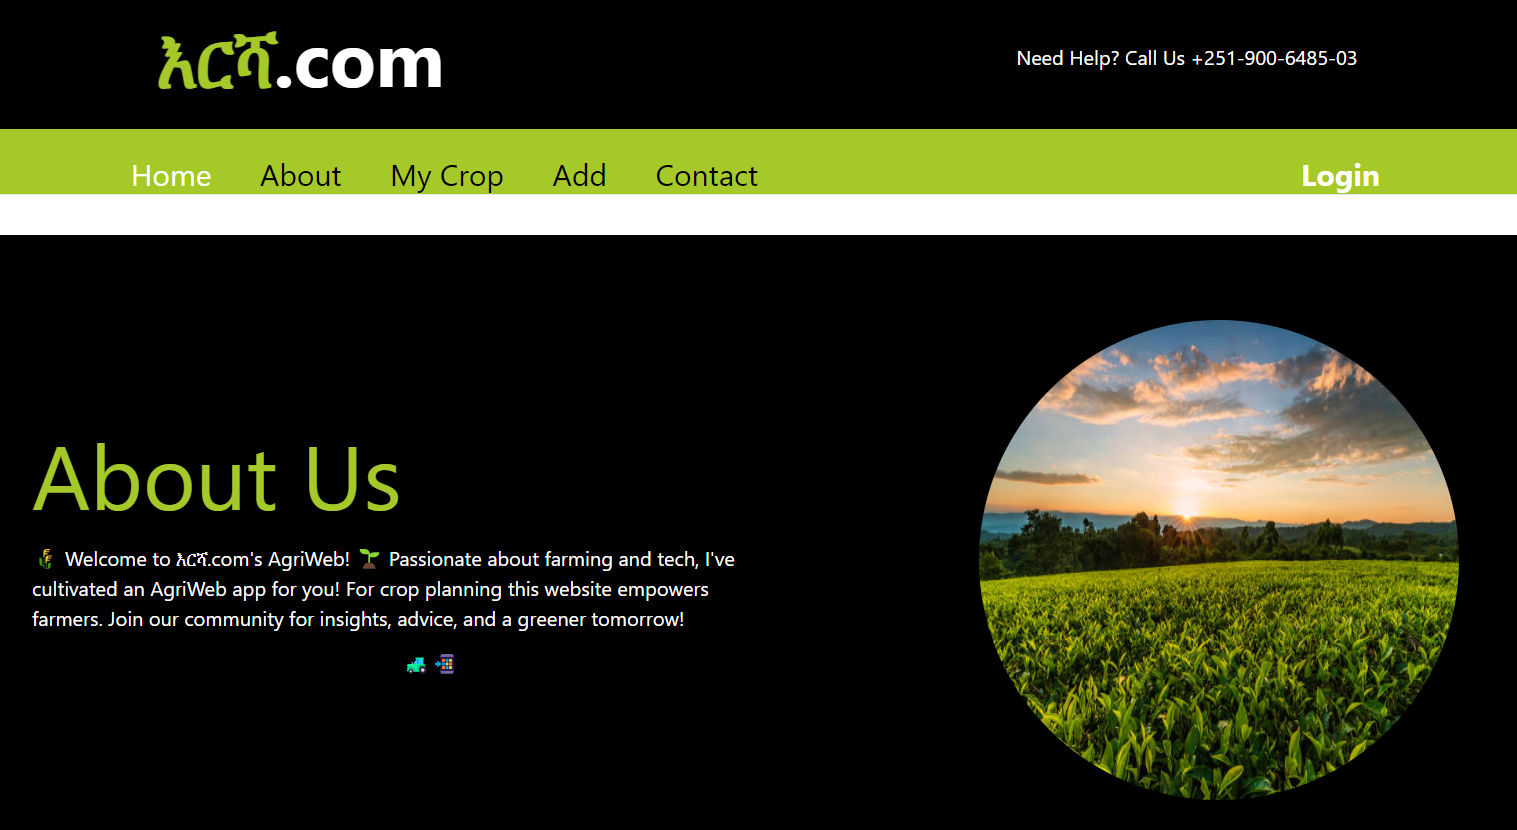 እርሻ.com
Need Help? Call Us +251-900-6485-03
Home About My Crop Add Contact Login
About Us
🌾 Welcome to እርሻ.com's AgriWeb! 🌱 Passionate about farming and tech, I've
cultivated an AgriWeb app for you! For crop planning this website empowers
farmers. Join our community for insights, advice, and a greener tomorrow!
🚜 📲